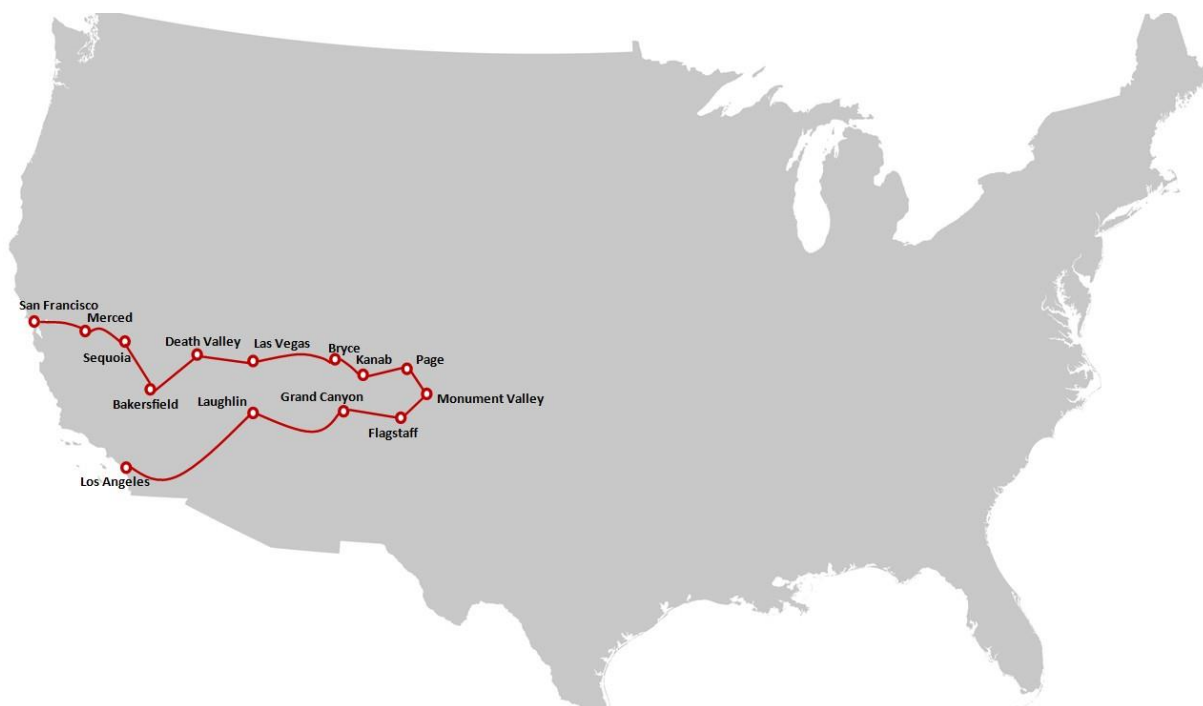 San Francisco
Merced
Sequoia
Death Valley
Las Vegas
Bryce
Kanab
Page
Bakersfield
Laughlin
Grand Canyon
Monument Valley
Flagstaff
Los Angeles